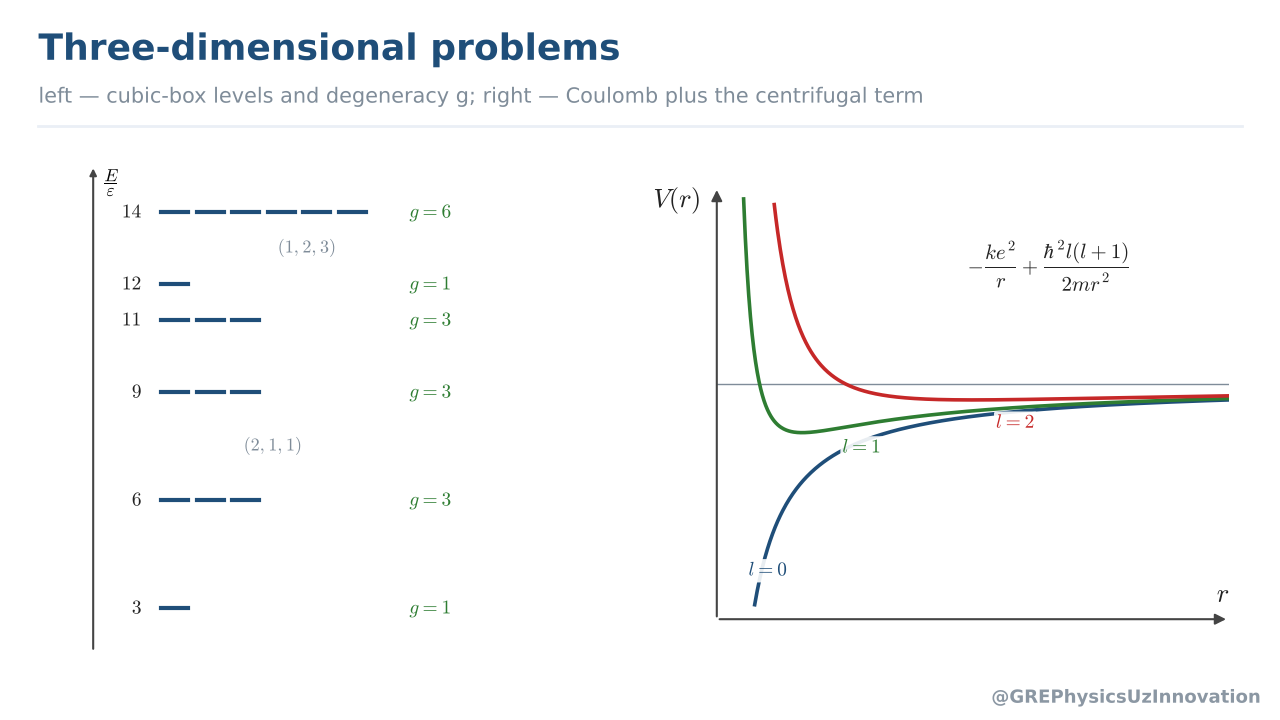 Three-dimensional problems
left — cubic-box levels and degeneracy g; right — Coulomb plus the centrifugal term
E/ε
14 g = 6
(1, 2, 3)
12 g = 1
11 g = 3
9 g = 3
(2, 1, 1)
6 g = 3
3 g = 1
V(r)
−ke²/r + ħ²l(l + 1)/2mr²
l = 2
l = 1
l = 0
r
@GREPhysicsUzInnovation